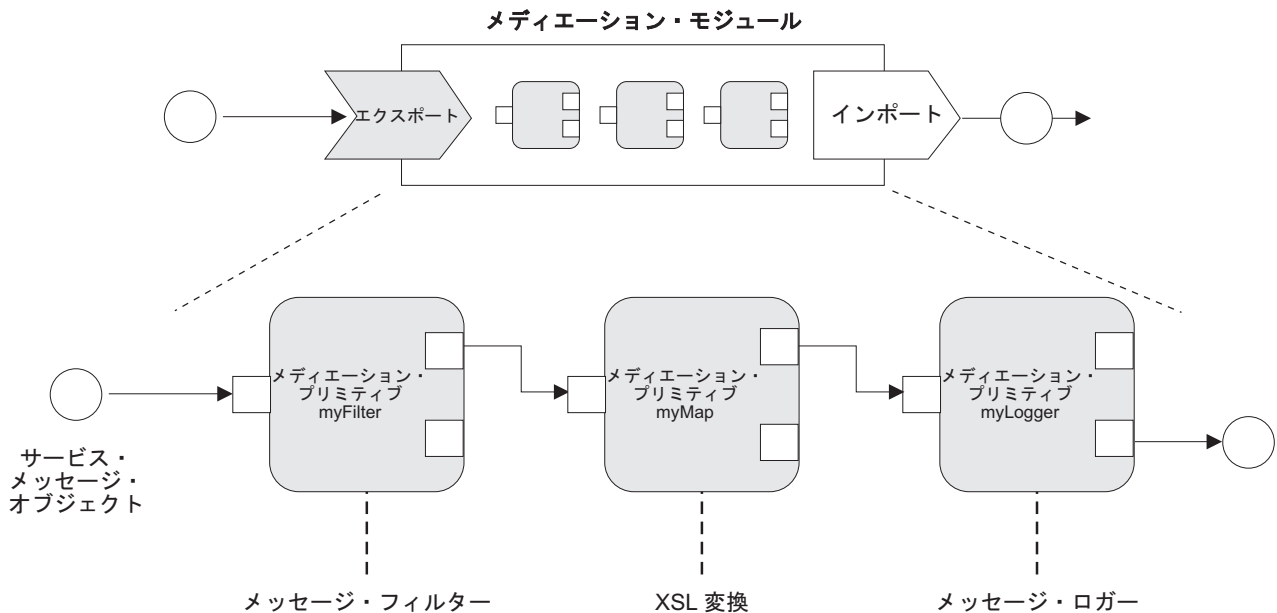 メディエーション・モジュール
エクスポート
インポート
メディエーション・
プリミティブ
myFilter
メディエーション・
プリミティブ
myMap
メディエーション・
プリミティブ
myLogger
サービス・
メッセージ・
オブジェクト
メッセージ・フィルター
XSL 変換
メッセージ・ロガー